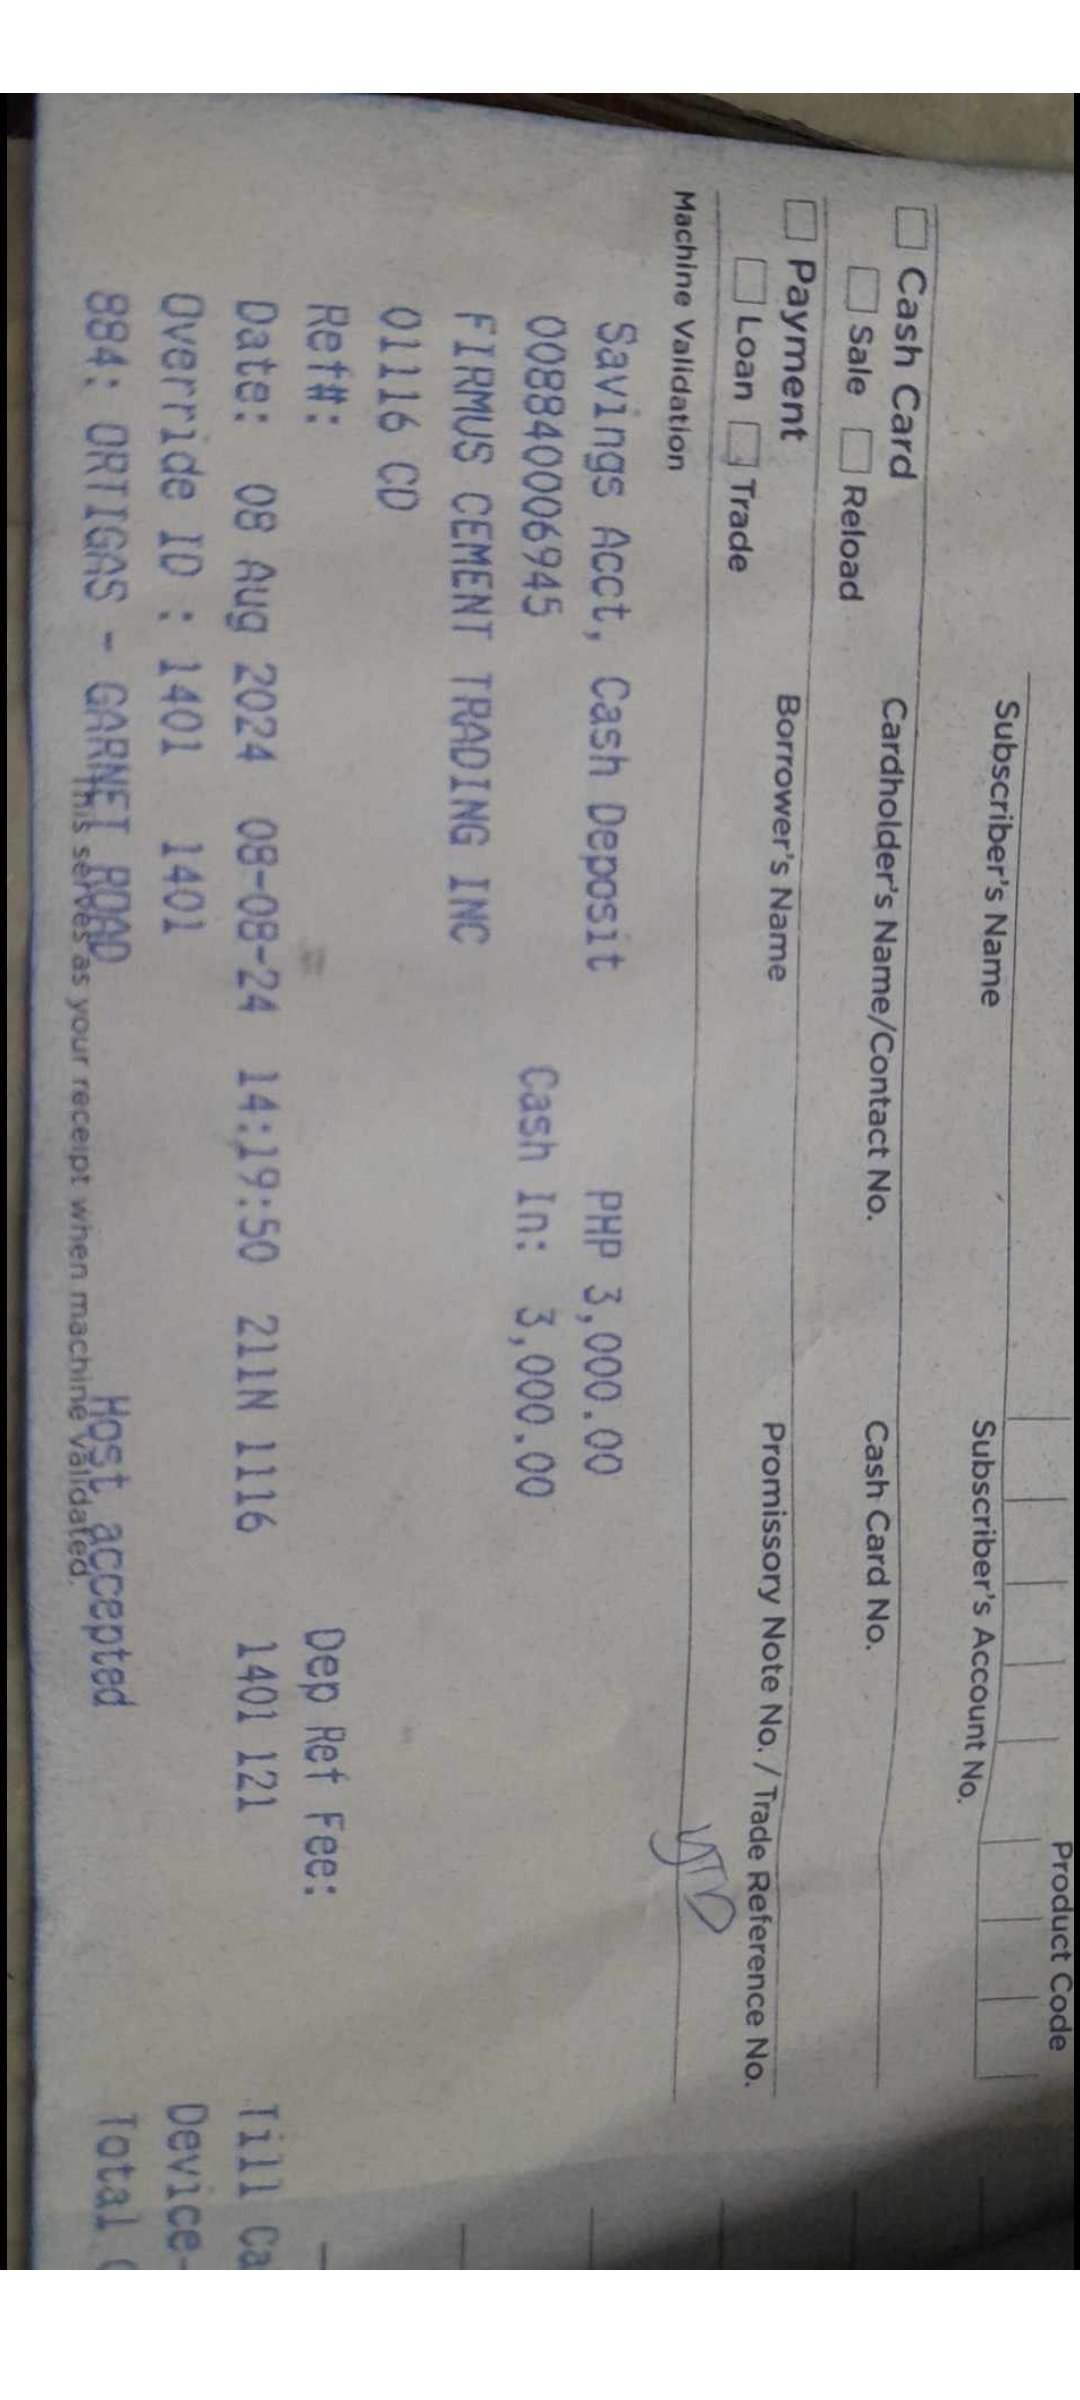 Product Code
Subscriber's Name Subscriber's Account No.
Cash Card Cardholder's Name/Contact No. Cash Card No.
Sale Reload
Payment Borrower's Name Promissory Note No. / Trade Reference No.
Loan Trade
Machine Validation
Savings Acct, Cash Deposit PHP 3,000.00
008840006945 Cash In: 3,000.00
FIRMUS CEMENT TRADING INC
01116 CD
Ref#: Dep Ref Fee:
Date: 08 Aug 2024 08-08-24 14:19:50 211N 1116 1401 121 Till Ca
Override ID : 1401 1401 Device-
884: ORTIGAS - GARNET ROAD Host accepted Total
This serves as your receipt when machine validated.